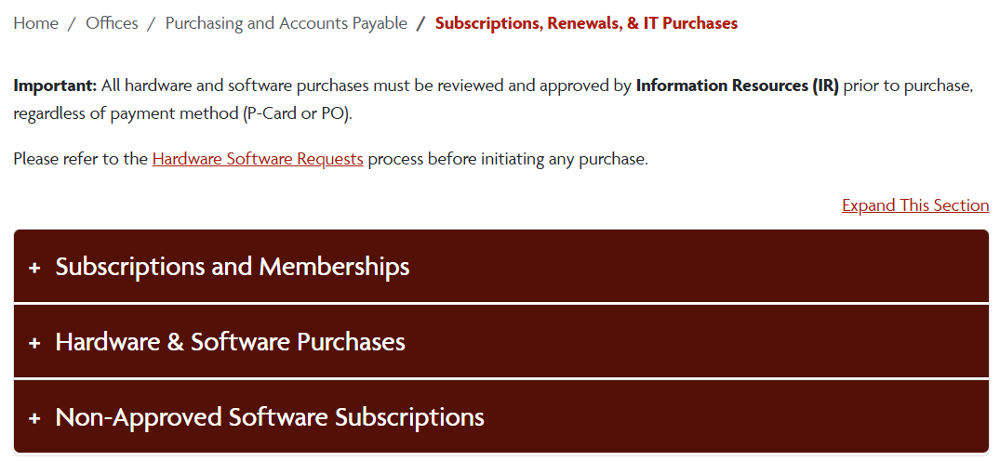 Home / Offices / Purchasing and Accounts Payable / Subscriptions, Renewals, & IT Purchases
Important: All hardware and software purchases must be reviewed and approved by Information Resources (IR) prior to purchase,
regardless of payment method (P-Card or PO).
Please refer to the Hardware Software Requests process before initiating any purchase.
Expand This Section
+ Subscriptions and Memberships
+ Hardware & Software Purchases
+ Non-Approved Software Subscriptions